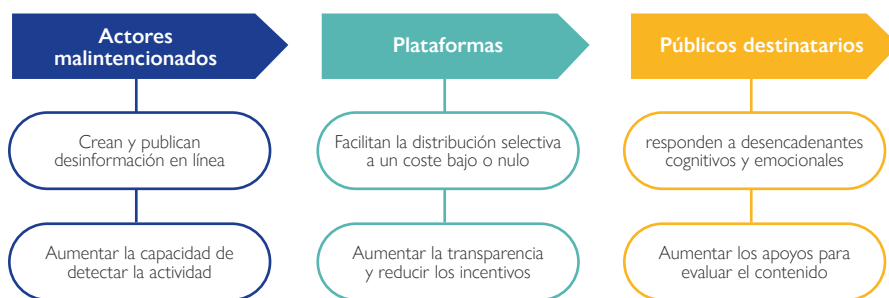 Actores
malintencionados
Crean y publican
desinformación en línea
Aumentar la capacidad de
detectar la actividad
Plataformas
Facilitan la distribución selectiva
a un coste bajo o nulo
Aumentar la transparencia
y reducir los incentivos
Públicos destinatarios
responden a desencadenantes
cognitivos y emocionales
Aumentar los apoyos para
evaluar el contenido